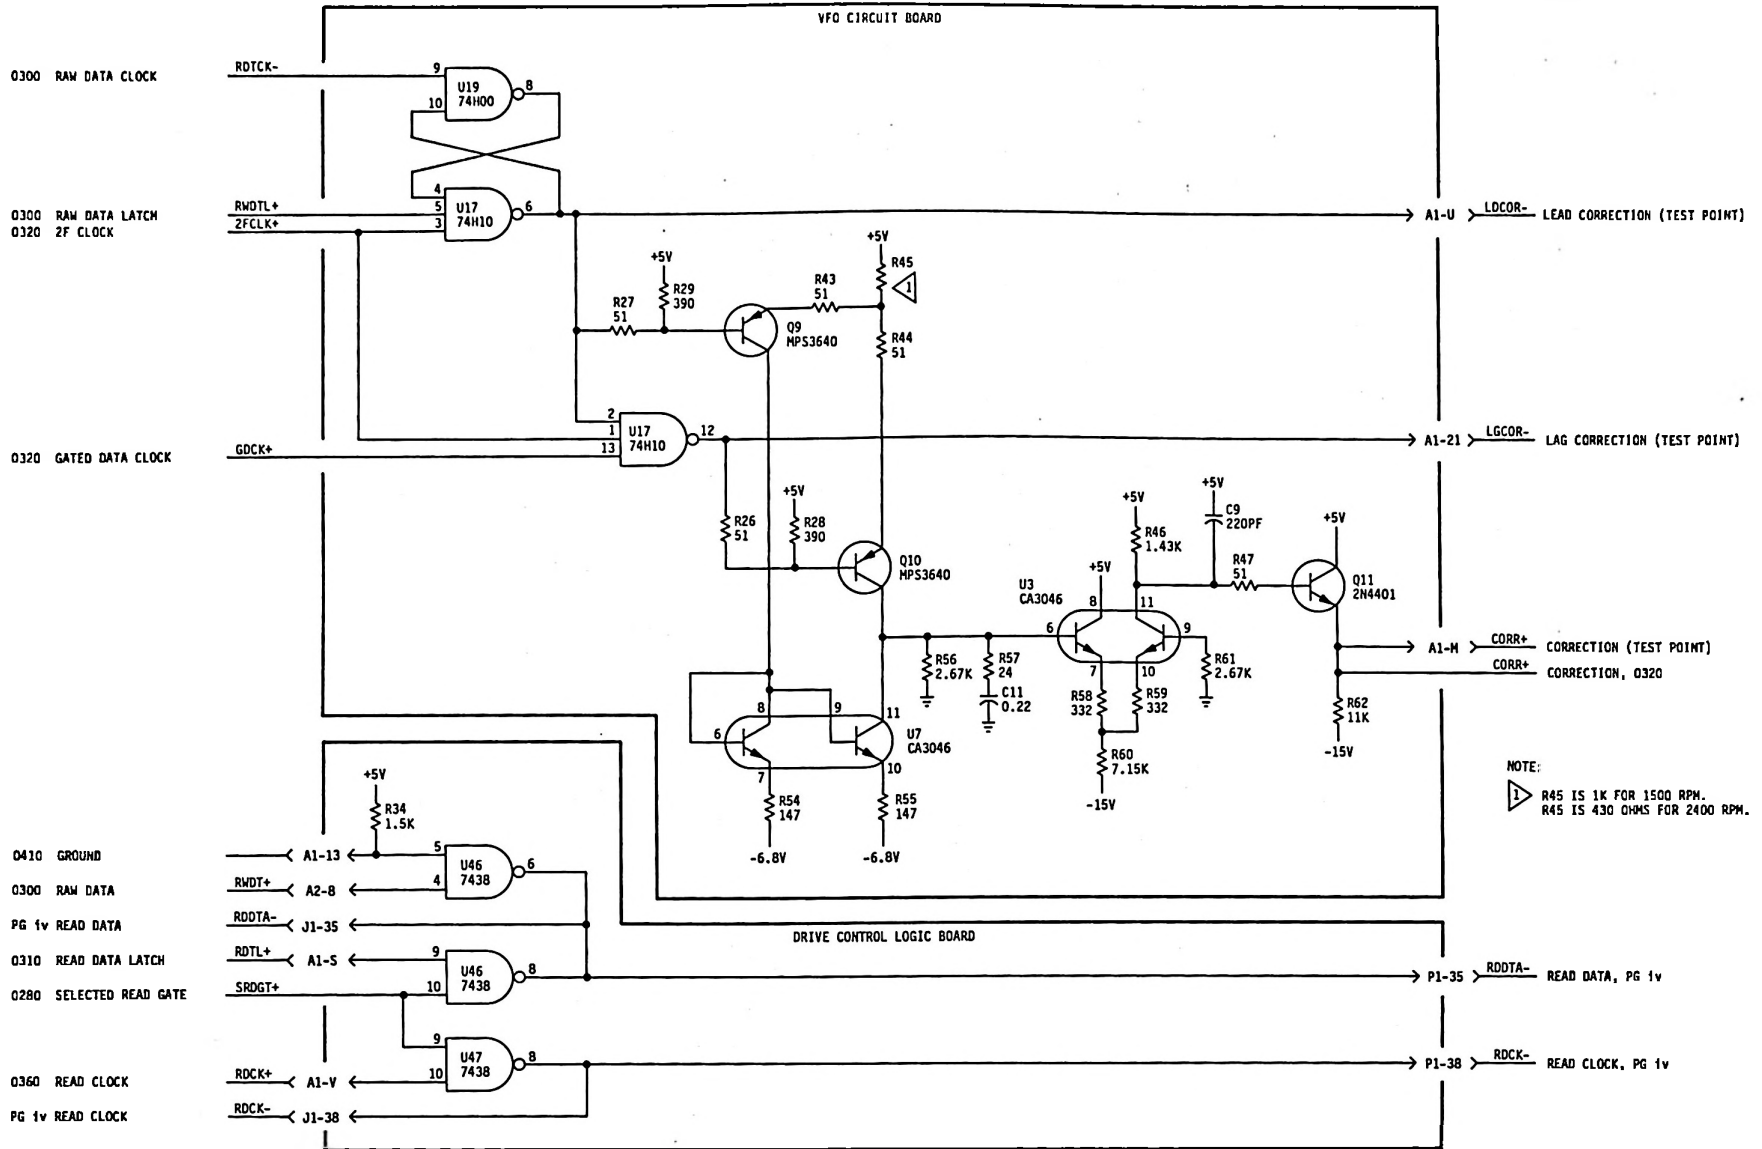 VFO CIRCUIT BOARD
0300 RAW DATA CLOCK
RDTCK-
9
10
U19
74H00
8
0300 RAW DATA LATCH
RWDTL+
0320 2F CLOCK
2FCLK+
4
5
3
U17
74H10
6
A1-U
LDCOR-
LEAD CORRECTION (TEST POINT)
+5V
R29
390
R27
51
Q9
MPS3640
R43
51
+5V
R45
1
R44
51
0320 GATED DATA CLOCK
GDCK+
2
1
13
U17
74H10
12
A1-21
LGCOR-
LAG CORRECTION (TEST POINT)
R26
51
+5V
R28
390
Q10
MPS3640
R56
2.67K
R57
24
C11
0.22
U3
CA3046
+5V
8
11
6
9
7
10
+5V
R46
1.43K
+5V
C9
220PF
R47
51
+5V
Q11
2N4401
R61
2.67K
R58
332
R59
332
R60
7.15K
-15V
A1-M
CORR+
CORRECTION (TEST POINT)
CORR+
CORRECTION, 0320
R62
11K
-15V
8
9
11
6
U7
CA3046
7
10
R54
147
-6.8V
R55
147
-6.8V
NOTE:
1
R45 IS 1K FOR 1500 RPM.
R45 IS 430 OHMS FOR 2400 RPM.
+5V
R34
1.5K
0410 GROUND
A1-13
5
0300 RAW DATA
RWDT+
A2-8
4
U46
7438
6
PG iv READ DATA
RDDTA-
J1-35
DRIVE CONTROL LOGIC BOARD
0310 READ DATA LATCH
RDTL+
A1-S
9
0280 SELECTED READ GATE
SRDGT+
10
U46
7438
8
P1-35
RDDTA-
READ DATA, PG iv
9
U47
7438
8
0360 READ CLOCK
RDCK+
A1-V
10
P1-38
RDCK-
READ CLOCK, PG iv
PG iv READ CLOCK
RDCK-
J1-38